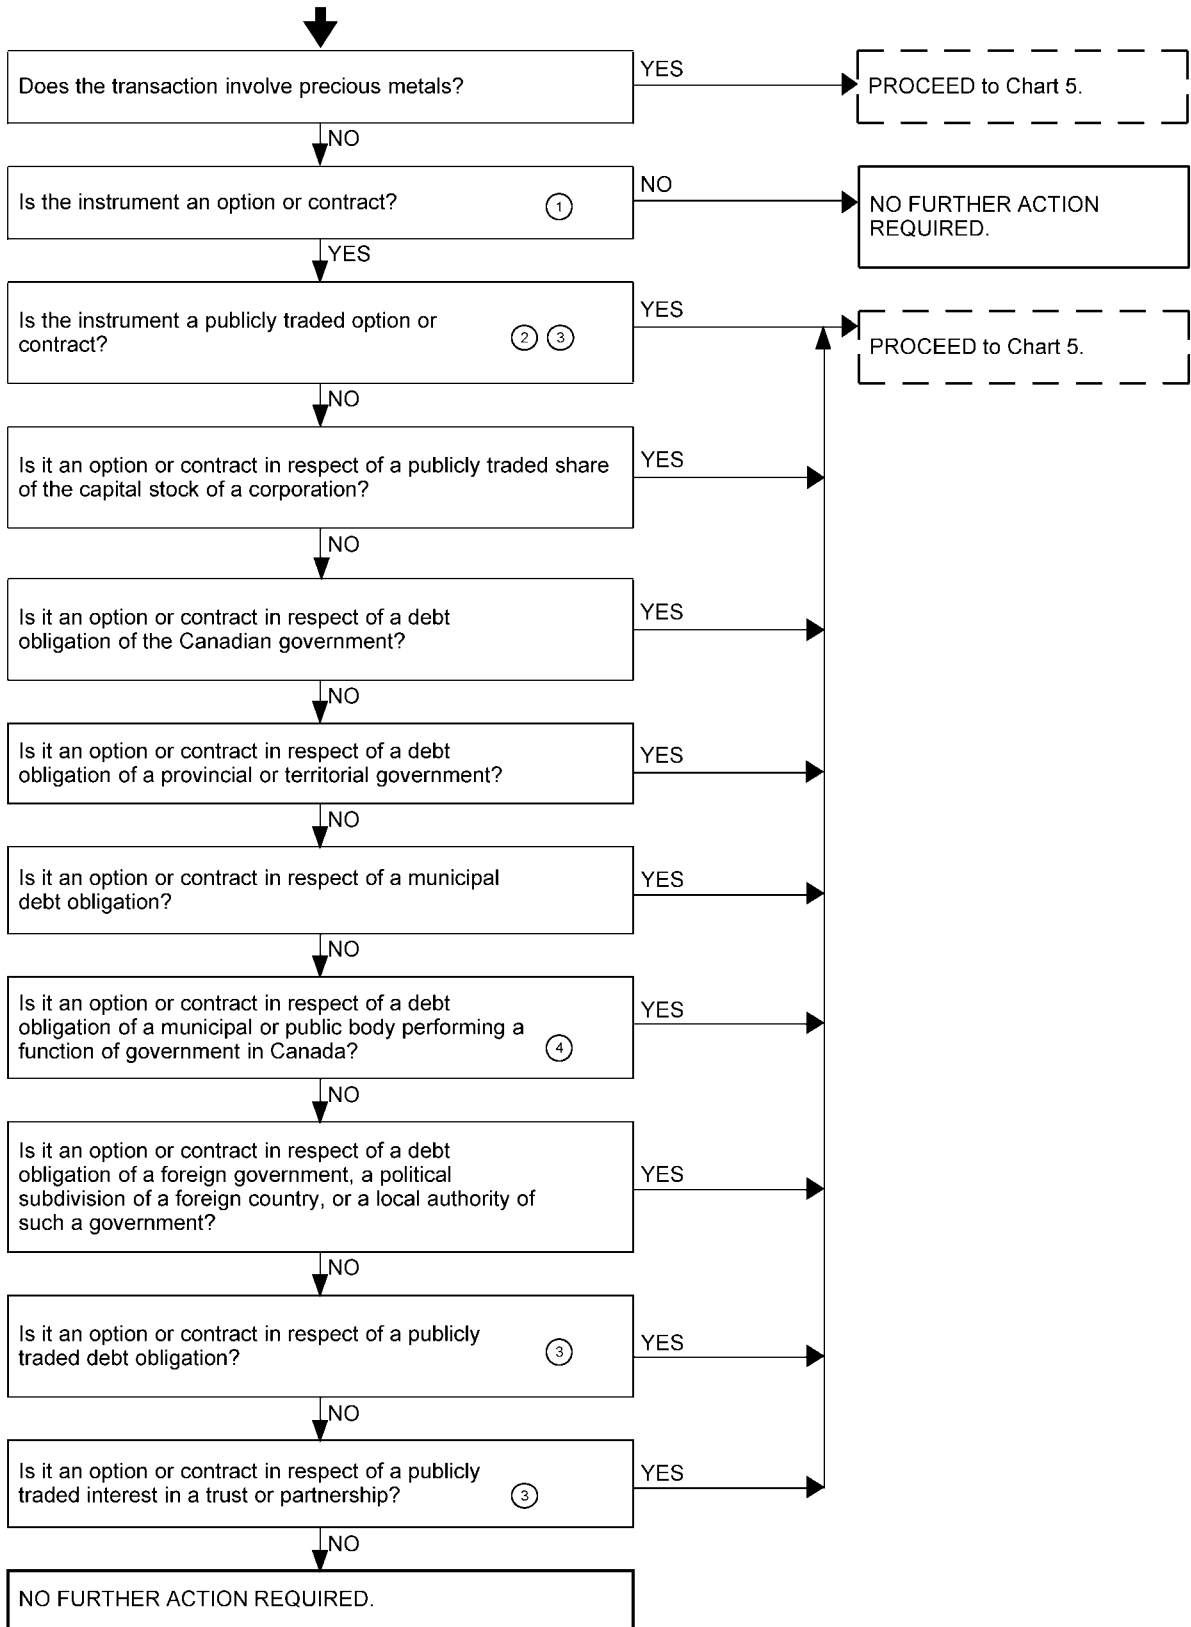 Does the transaction involve precious metals?
YES
PROCEED to Chart 5.
NO
Is the instrument an option or contract?
1
NO
NO FURTHER ACTION
REQUIRED.
YES
Is the instrument a publicly traded option or
contract?
2 3
YES
PROCEED to Chart 5.
NO
Is it an option or contract in respect of a publicly traded share
of the capital stock of a corporation?
YES
NO
Is it an option or contract in respect of a debt
obligation of the Canadian government?
YES
NO
Is it an option or contract in respect of a debt
obligation of a provincial or territorial government?
YES
NO
Is it an option or contract in respect of a municipal
debt obligation?
YES
NO
Is it an option or contract in respect of a debt
obligation of a municipal or public body performing a
function of government in Canada?
4
YES
NO
Is it an option or contract in respect of a debt
obligation of a foreign government, a political
subdivision of a foreign country, or a local authority of
such a government?
YES
NO
Is it an option or contract in respect of a publicly
traded debt obligation?
3
YES
NO
Is it an option or contract in respect of a publicly
traded interest in a trust or partnership?
3
YES
NO
NO FURTHER ACTION REQUIRED.